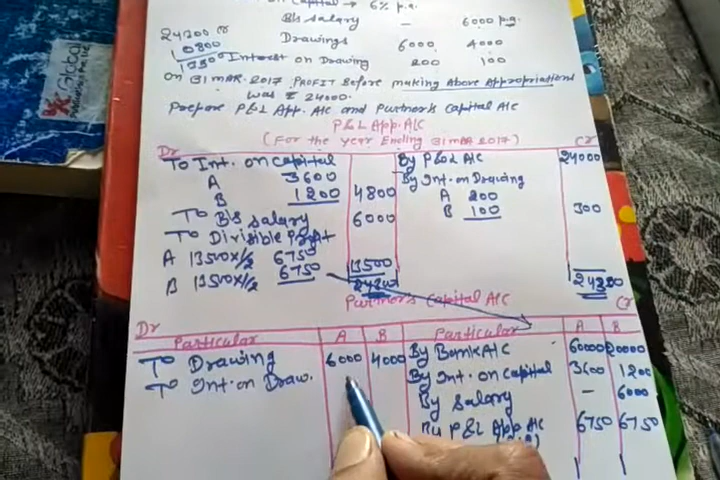 on capital → 6% p.a.
B's Salary - 6000 p.a.
24300 cr
10800
13500
Drawings 6000 4000
Interest on Drawing 200 100
On 31 MAR. 2017 PROFIT Before making Above Appropriations
was ₹ 24000.
Prepare P&L App. A/C and Partner's Capital A/C
P&L App. A/C
(For the year Ending 31 MAR 2017)
Dr Cr
To Int. on capital By P&L A/C 24000
A 3600 By Int. on Drawing
B 1200 4800 A 200
To B's salary 6000 B 100 300
To Divisible Profit
A 13500x1/2 6750
B 13500x1/2 6750 13500
24300 24300
Partner's Capital A/C
Dr Cr
Particular A B Particular A B
To Drawing 6000 4000 By Bank A/C 60000 20000
To Int. on Draw. By Int. on Capital 3600 1200
By Salary - 6000
By P&L App A/C 6750 6750
Global